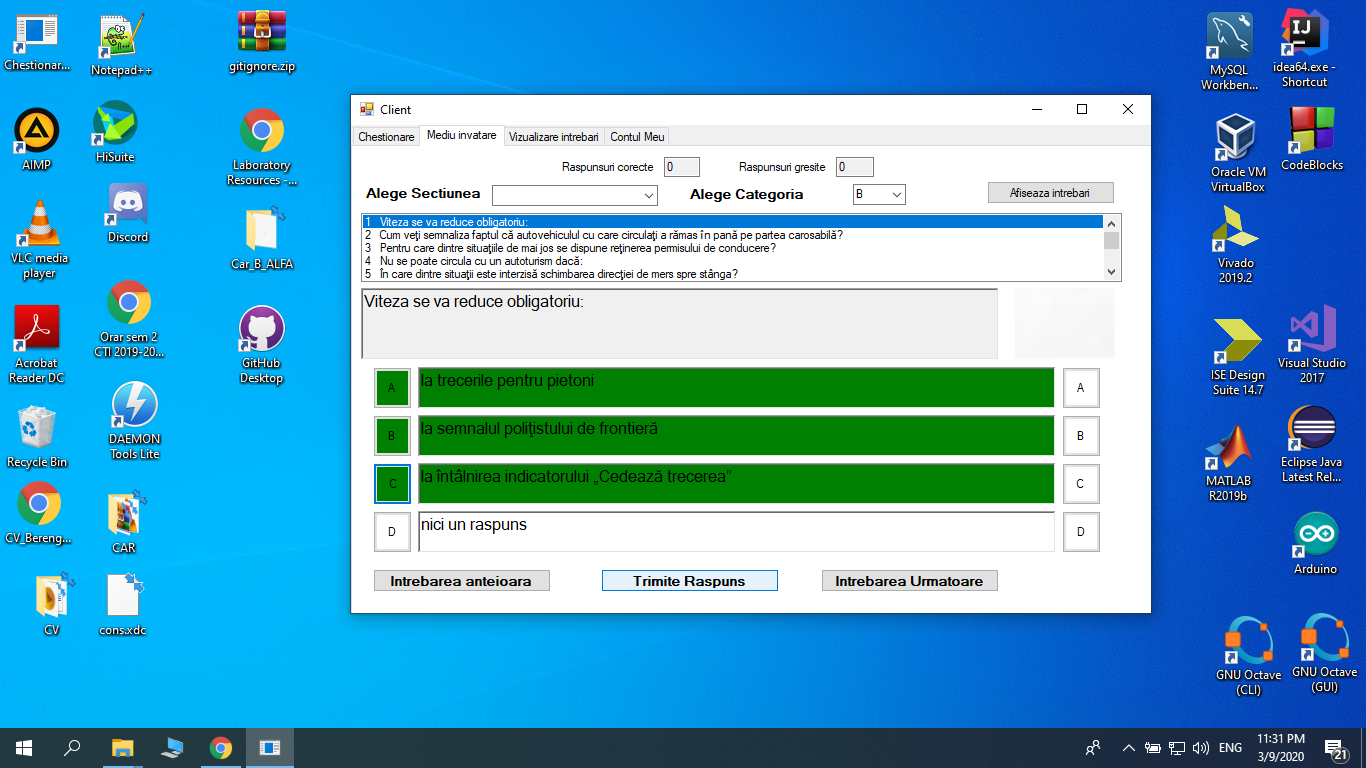 Chestionar...
Notepad++
gitignore.zip
MySQL
Workben...
idea64.exe -
Shortcut
AIMP
HiSuite
Laboratory
Resources -...
Oracle VM
VirtualBox
CodeBlocks
VLC media
player
Discord
Car_B_ALFA
Vivado
2019.2
Acrobat
Reader DC
Orar sem 2
CTI 2019-20...
GitHub
Desktop
ISE Design
Suite 14.7
Visual Studio
2017
Recycle Bin
DAEMON
Tools Lite
MATLAB
R2019b
Eclipse Java
Latest Rel...
CV_Bereng...
CAR
Arduino
CV
cons.xdc
GNU Octave
(CLI)
GNU Octave
(GUI)
Client
Chestionare Mediu invatare Vizualizare intrebari Contul Meu
Raspunsuri corecte 0 Raspunsuri gresite 0
Alege Sectiunea Alege Categoria B Afiseaza intrebari
1 Viteza se va reduce obligatoriu:
2 Cum veţi semnaliza faptul că autovehiculul cu care circulaţi a rămas în pană pe partea carosabilă?
3 Pentru care dintre situaţiile de mai jos se dispune reţinerea permisului de conducere?
4 Nu se poate circula cu un autoturism dacă:
5 În care dintre situaţii este interzisă schimbarea direcţiei de mers spre stânga?
Viteza se va reduce obligatoriu:
A la trecerile pentru pietoni A
B la semnalul poliţistului de frontieră B
C la întâlnirea indicatorului „Cedează trecerea” C
D nici un raspuns D
Intrebarea anteioara Trimite Raspuns Intrebarea Urmatoare
ENG
11:31 PM
3/9/2020
21